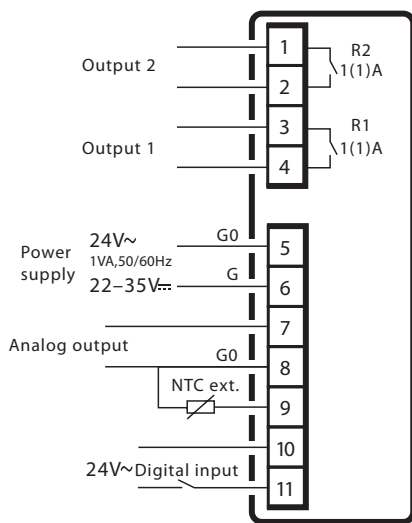 Output 2
1
2
R2
1(1)A
Output 1
3
4
R1
1(1)A
Power
supply
24V~
1VA,50/60Hz
22–35V⎓
G0
5
G
6
Analog output
7
G0
8
NTC ext.
9
10
24V~Digital input
11